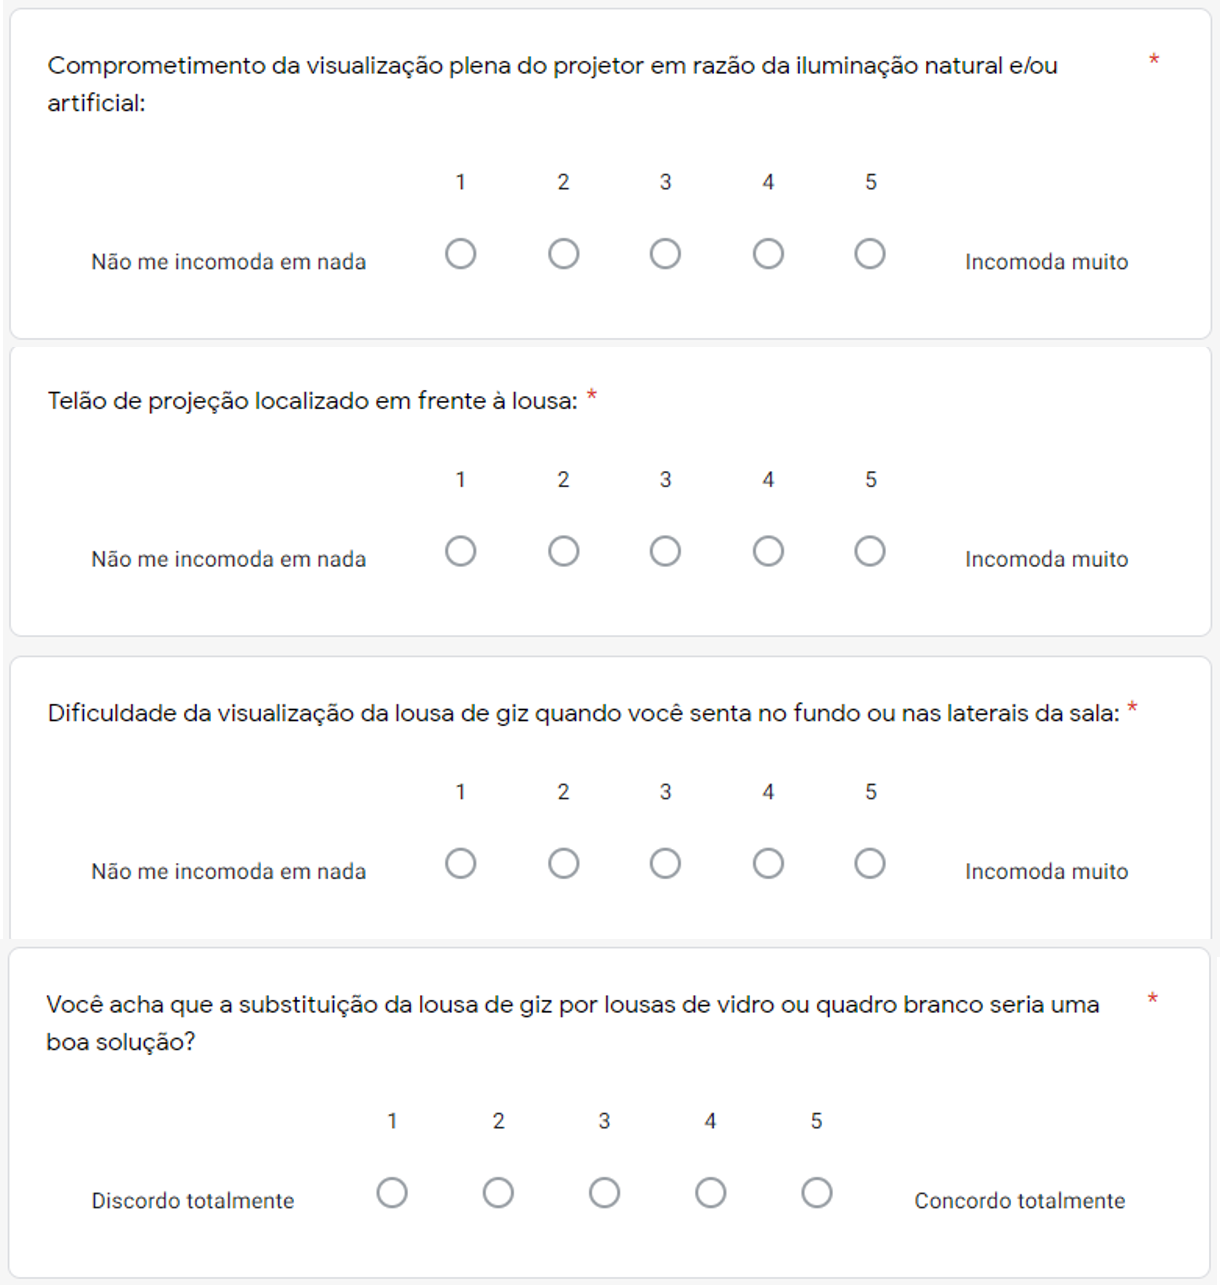 Comprometimento da visualização plena do projetor em razão da iluminação natural e/ou *
artificial:
1 2 3 4 5
Não me incomoda em nada Incomoda muito
Telão de projeção localizado em frente à lousa: *
1 2 3 4 5
Não me incomoda em nada Incomoda muito
Dificuldade da visualização da lousa de giz quando você senta no fundo ou nas laterais da sala: *
1 2 3 4 5
Não me incomoda em nada Incomoda muito
Você acha que a substituição da lousa de giz por lousas de vidro ou quadro branco seria uma *
boa solução?
1 2 3 4 5
Discordo totalmente Concordo totalmente